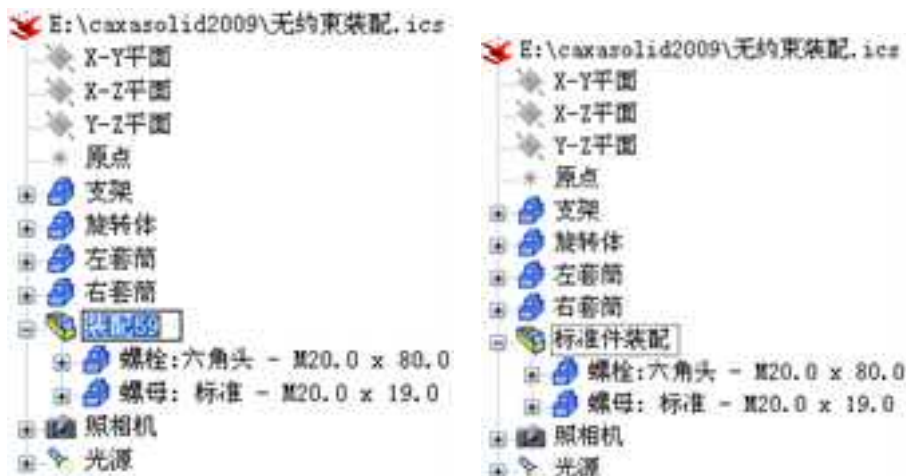 E:\caxasolid2009\无约束装配.ics
X-Y平面
X-Z平面
Y-Z平面
原点
支架
旋转体
左套筒
右套筒
装配59
螺栓:六角头 - M20.0 x 80.0
螺母: 标准 - M20.0 x 19.0
照相机
光源
E:\caxasolid2009\无约束装配.ics
X-Y平面
X-Z平面
Y-Z平面
原点
支架
旋转体
左套筒
右套筒
标准件装配
螺栓:六角头 - M20.0 x 80.0
螺母: 标准 - M20.0 x 19.0
照相机
光源